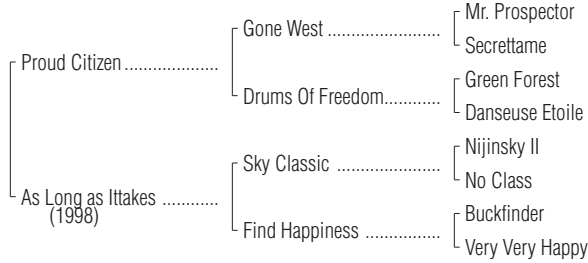 Mr. Prospector
Gone West ......................
Secrettame
Proud Citizen ...................
Green Forest
Drums Of Freedom...........
Danseuse Etoile
Nijinsky II
Sky Classic ....................
No Class
As Long as Ittakes ...........
(1998)
Buckfinder
Find Happiness ...............
Very Very Happy